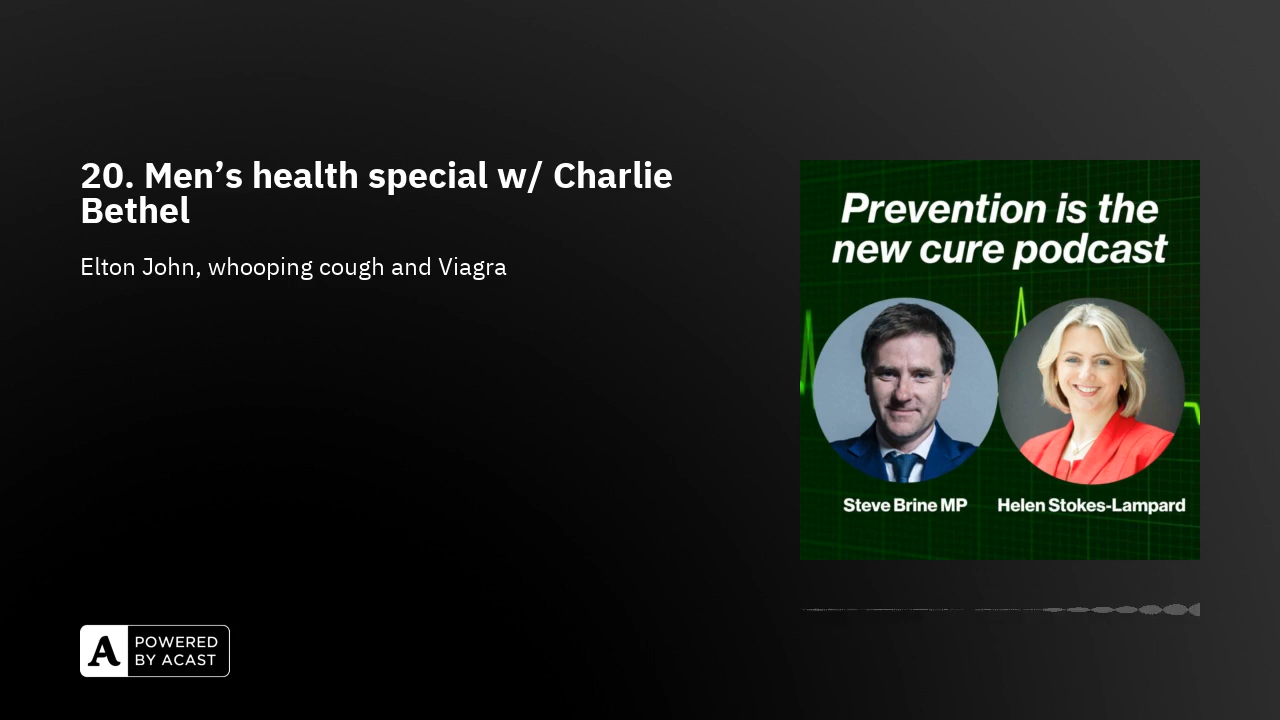 20. Men’s health special w/ Charlie
Bethel
Elton John, whooping cough and Viagra
Prevention is the
new cure podcast
Steve Brine MP
Helen Stokes-Lampard
A
POWERED
BY ACAST